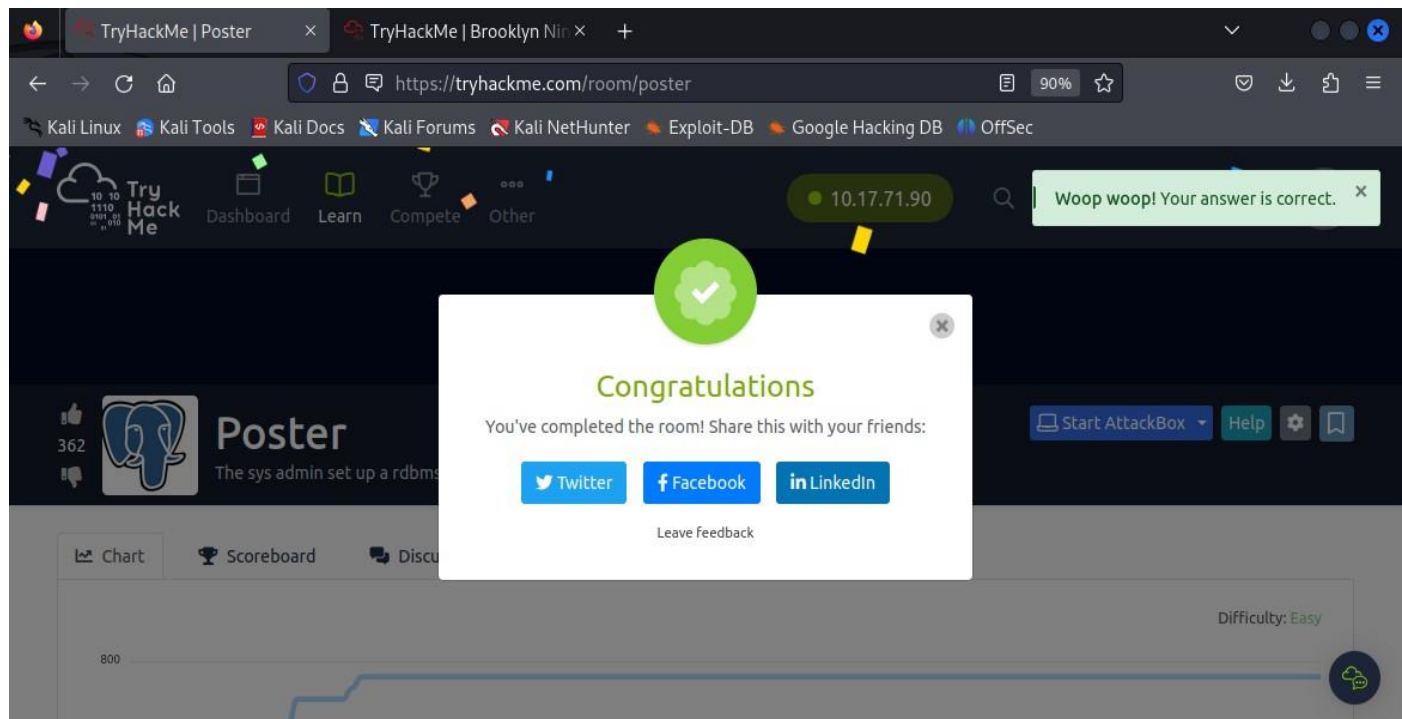 TryHackMe | Poster
TryHackMe | Brooklyn Nin
https://tryhackme.com/room/poster
90%
Kali Linux
Kali Tools
Kali Docs
Kali Forums
Kali NetHunter
Exploit-DB
Google Hacking DB
OffSec
Try
Hack
Me
Dashboard
Learn
Compete
Other
10.17.71.90
Woop woop! Your answer is correct.
Congratulations
You've completed the room! Share this with your friends:
Twitter
Facebook
in LinkedIn
Leave feedback
362
Poster
The sys admin set up a rdbms
Start AttackBox
Help
Chart
Scoreboard
Discu
Difficulty: Easy
800